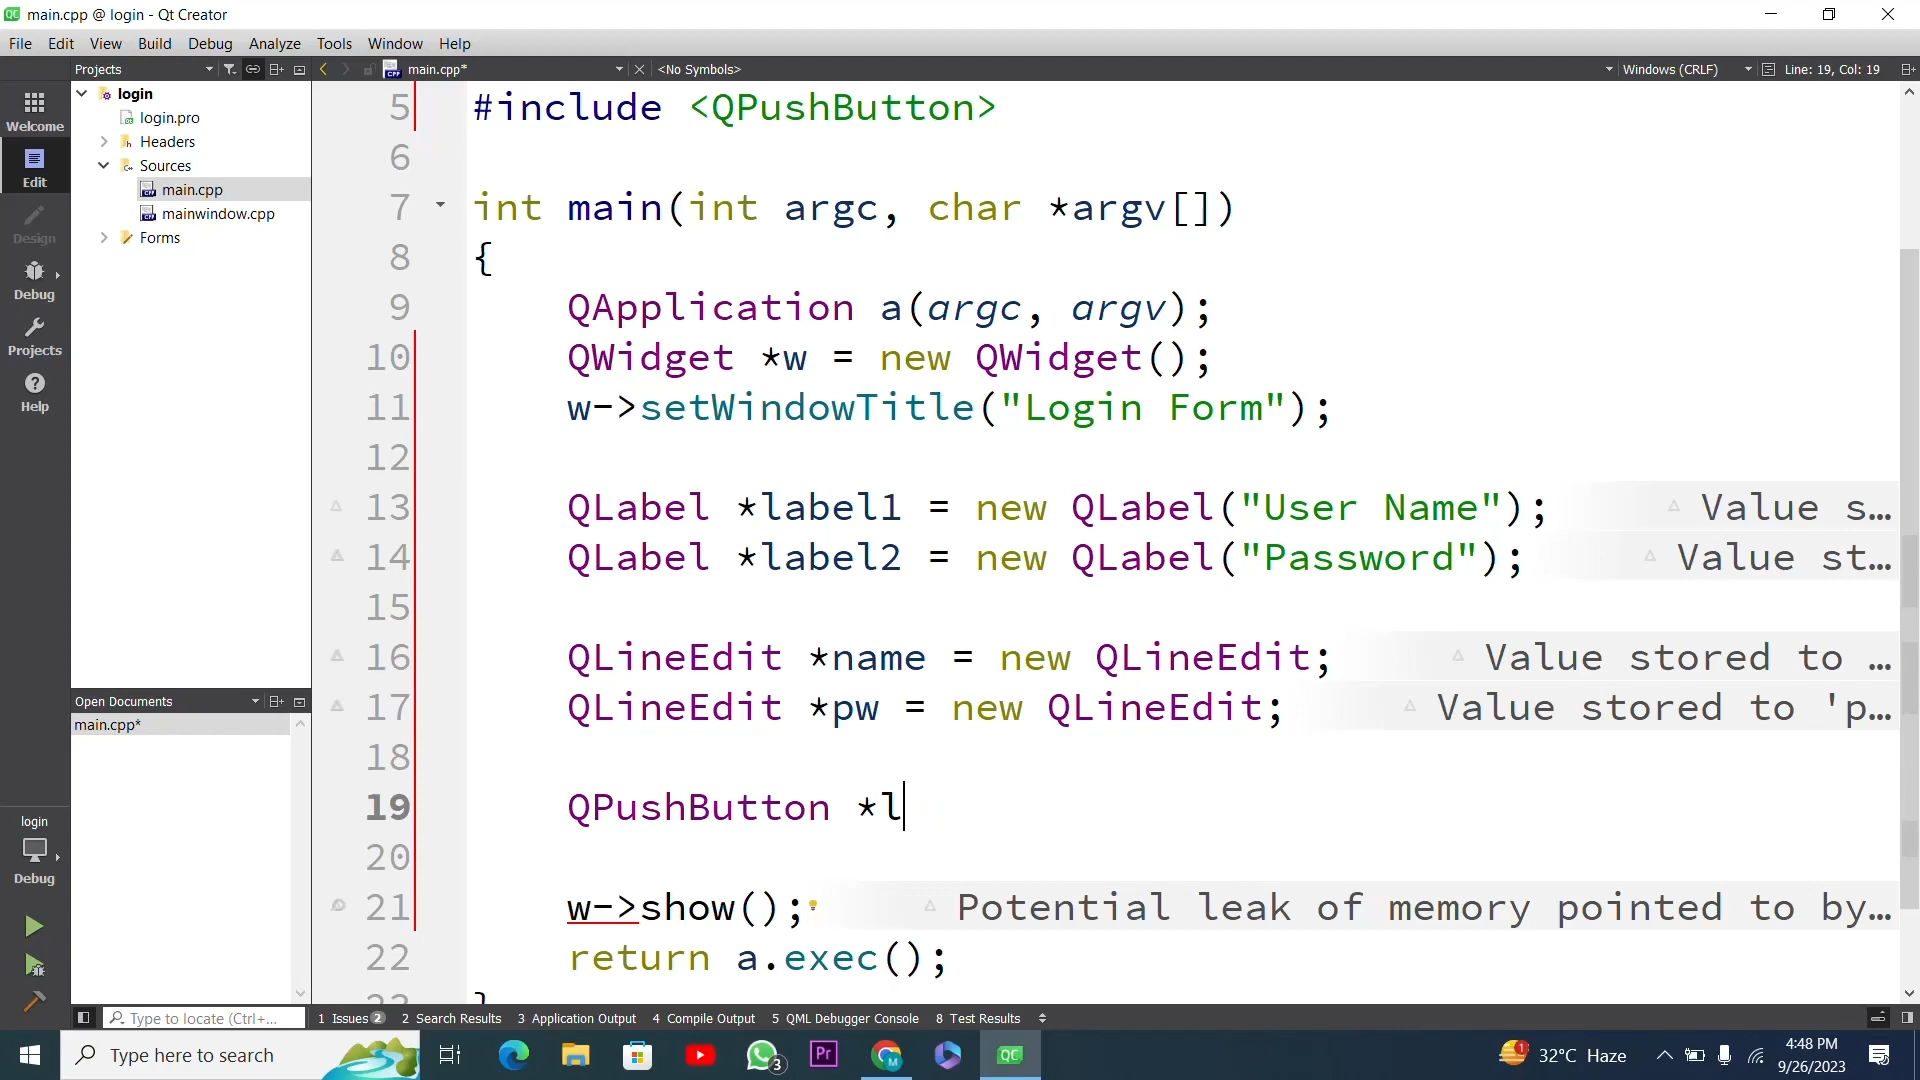 main.cpp @ login - Qt Creator
File Edit View Build Debug Analyze Tools Window Help
Projects main.cpp* <No Symbols> Windows (CRLF) Line: 19, Col: 19
Welcome
Edit
Design
Debug
Projects
Help
login
login.pro
Headers
Sources
main.cpp
mainwindow.cpp
Forms
Open Documents
main.cpp*
login
Debug
5 #include <QPushButton>
6
7 int main(int argc, char *argv[])
8 {
9 QApplication a(argc, argv);
10 QWidget *w = new QWidget();
11 w->setWindowTitle("Login Form");
12
13 QLabel *label1 = new QLabel("User Name"); Value s…
14 QLabel *label2 = new QLabel("Password"); Value st…
15
16 QLineEdit *name = new QLineEdit; Value stored to …
17 QLineEdit *pw = new QLineEdit; Value stored to 'p…
18
19 QPushButton *l
20
21 w->show(); Potential leak of memory pointed to by…
22 return a.exec();
23 }
Type to locate (Ctrl+... 1 Issues 2 2 Search Results 3 Application Output 4 Compile Output 5 QML Debugger Console 8 Test Results
Type here to search 3 Pr M QC 1 32°C Haze 4:48 PM
9/26/2023